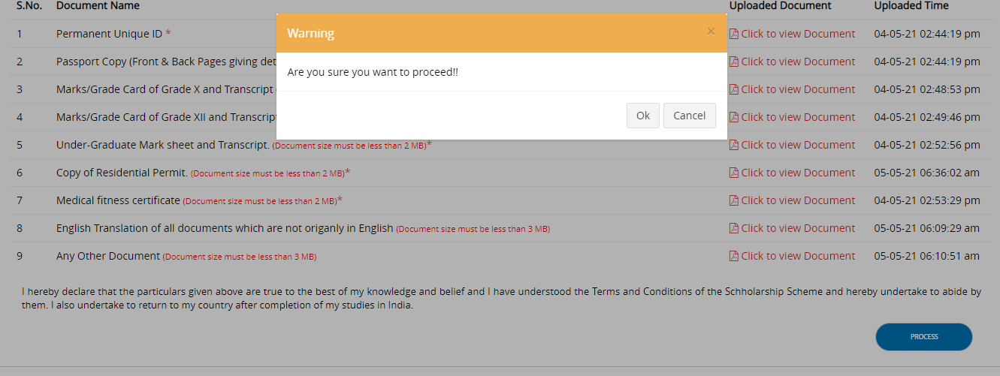 S.No. Document Name Uploaded Document Uploaded Time
Warning ×
1 Permanent Unique ID * Click to view Document 04-05-21 02:44:19 pm
2 Passport Copy (Front & Back Pages giving det Click to view Document 04-05-21 02:44:19 pm
Are you sure you want to proceed!!
3 Marks/Grade Card of Grade X and Transcript Click to view Document 04-05-21 02:48:53 pm
4 Marks/Grade Card of Grade XII and Transcript Click to view Document 04-05-21 02:49:46 pm
Ok Cancel
5 Under-Graduate Mark sheet and Transcript. (Document size must be less than 2 MB)* Click to view Document 04-05-21 02:52:56 pm
6 Copy of Residential Permit. (Document size must be less than 2 MB)* Click to view Document 05-05-21 06:36:02 am
7 Medical fitness certificate (Document size must be less than 2 MB)* Click to view Document 04-05-21 02:53:29 pm
8 English Translation of all documents which are not origanly in English (Document size must be less than 3 MB) Click to view Document 05-05-21 06:09:29 am
9 Any Other Document (Document size must be less than 3 MB) Click to view Document 05-05-21 06:10:51 am
I hereby declare that the particulars given above are true to the best of my knowledge and belief and I have understood the Terms and Conditions of the Schholarship Scheme and hereby undertake to abide by
them. I also undertake to return to my country after completion of my studies in India.
PROCESS